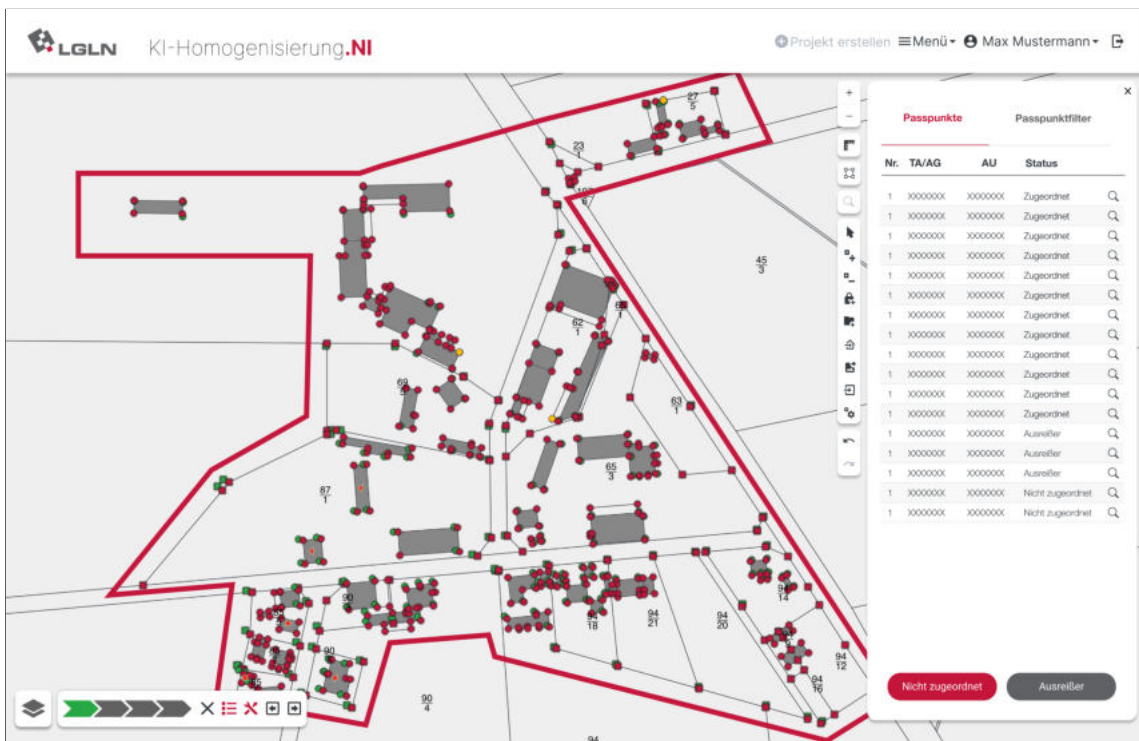 LGLN KI-Homogenisierung.NI Projekt erstellen Menü Max Mustermann
Passpunkte Passpunktfilter
Nr. TA/AG AU Status
1 XXXXXXX XXXXXXX Zugeordnet
1 XXXXXXX XXXXXXX Zugeordnet
1 XXXXXXX XXXXXXX Zugeordnet
1 XXXXXXX XXXXXXX Zugeordnet
1 XXXXXXX XXXXXXX Zugeordnet
1 XXXXXXX XXXXXXX Zugeordnet
1 XXXXXXX XXXXXXX Zugeordnet
1 XXXXXXX XXXXXXX Zugeordnet
1 XXXXXXX XXXXXXX Zugeordnet
1 XXXXXXX XXXXXXX Zugeordnet
1 XXXXXXX XXXXXXX Zugeordnet
1 XXXXXXX XXXXXXX Zugeordnet
1 XXXXXXX XXXXXXX Ausreißer
1 XXXXXXX XXXXXXX Ausreißer
1 XXXXXXX XXXXXXX Ausreißer
1 XXXXXXX XXXXXXX Nicht zugeordnet
1 XXXXXXX XXXXXXX Nicht zugeordnet
Nicht zugeordnet Ausreißer
27
5
23
1
45
3
62
1
63
1
65
3
87
1
94
14
94
18
94
21
94
20
94
12
94
16
90
4
94